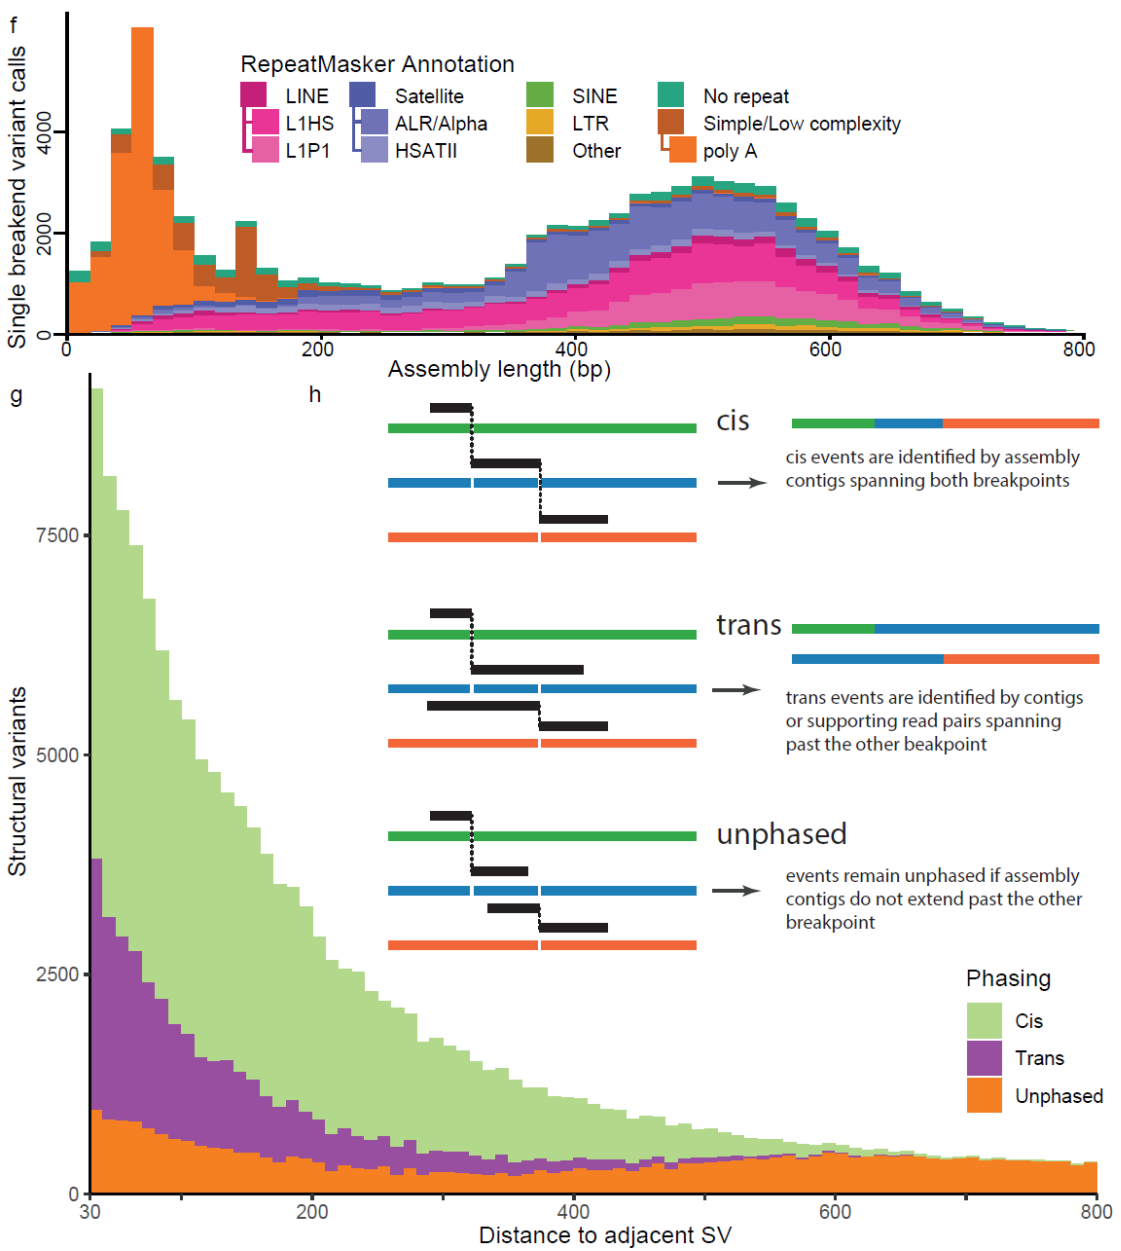 f
Single breakend variant calls
4000
2000
0
RepeatMasker Annotation
LINE
L1HS
L1P1
Satellite
ALR/Alpha
HSATII
SINE
LTR
Other
No repeat
Simple/Low complexity
poly A
0 200 400 600 800
Assembly length (bp)
g
Structural variants
7500
5000
2500
0
h
cis
cis events are identified by assembly
contigs spanning both breakpoints
trans
trans events are identified by contigs
or supporting read pairs spanning
past the other beakpoint
unphased
events remain unphased if assembly
contigs do not extend past the other
breakpoint
Phasing
Cis
Trans
Unphased
30 200 400 600 800
Distance to adjacent SV